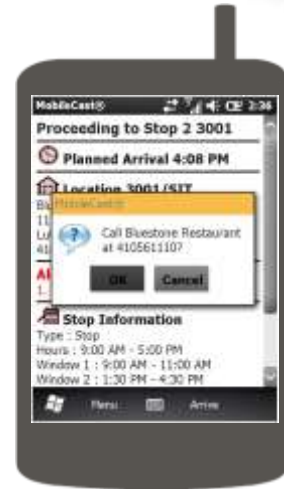 MobileCast® 2:36
Proceeding to Stop 2 3001
Planned Arrival 4:08 PM
Location 3001/SIT
MobileCast®
Call Bluestone Restaurant
at 4105611107
OK Cancel
Stop Information
Type : Stop
Hours : 9:00 AM - 5:00 PM
Window 1 : 9:00 AM - 11:00 AM
Window 2 : 1:30 PM - 4:30 PM
Menu Arrive